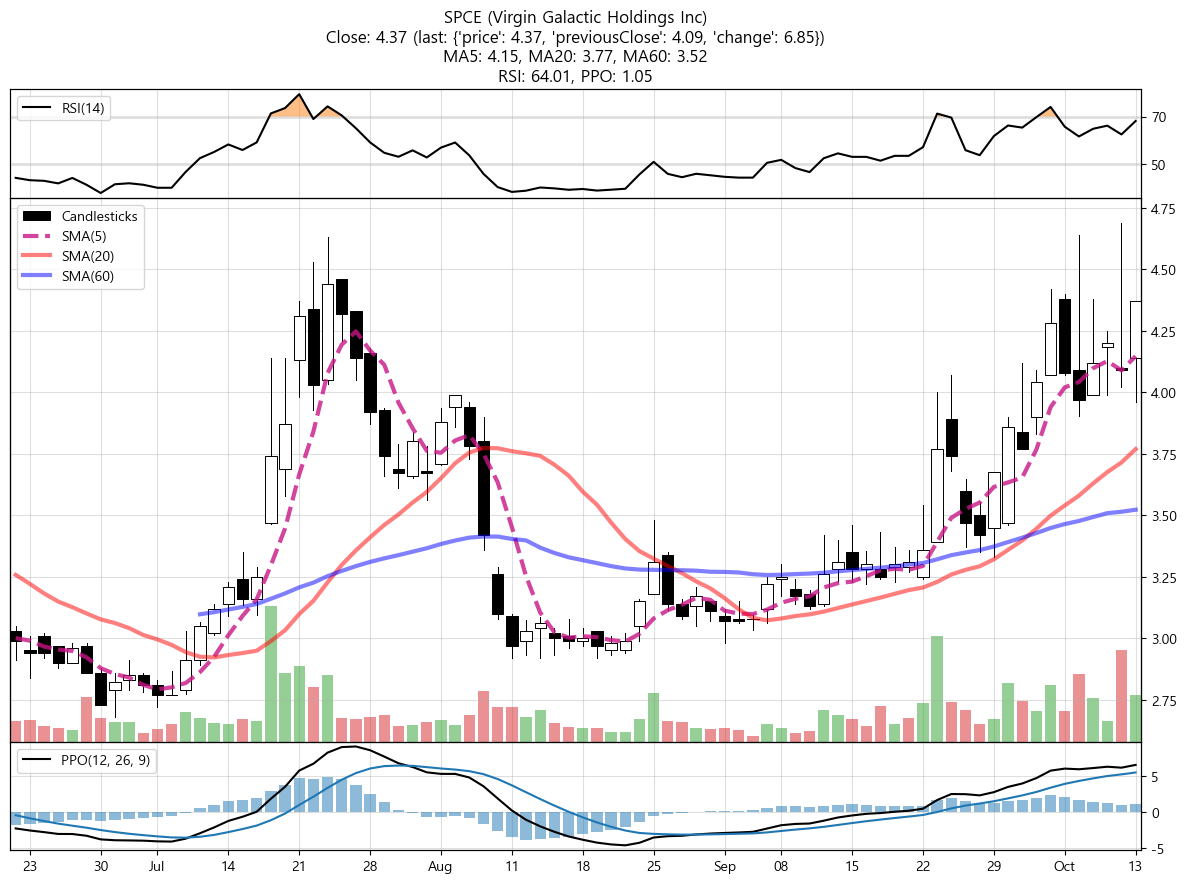 SPCE (Virgin Galactic Holdings Inc)
Close: 4.37 (last: {'price': 4.37, 'previousClose': 4.09, 'change': 6.85})
MA5: 4.15, MA20: 3.77, MA60: 3.52
RSI: 64.01, PPO: 1.05
RSI(14)
70
50
Candlesticks
SMA(5)
SMA(20)
SMA(60)
4.75
4.50
4.25
4.00
3.75
3.50
3.25
3.00
2.75
PPO(12, 26, 9)
5
0
-5
23 30 Jul 14 21 28 Aug 11 18 25 Sep 08 15 22 29 Oct 13